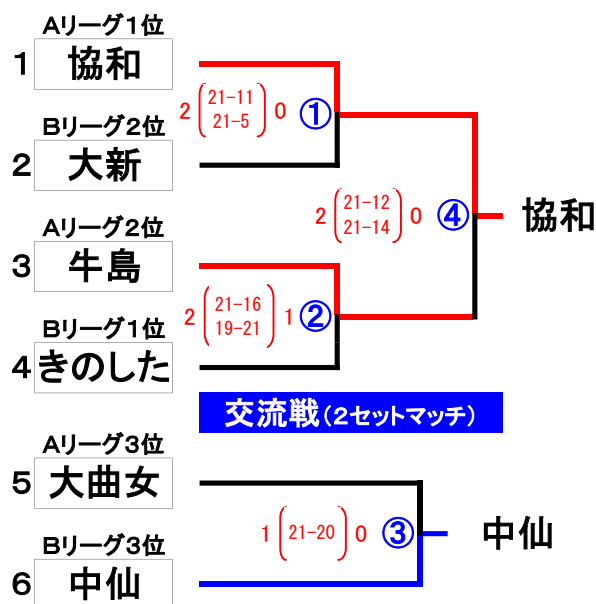 Aリーグ1位
1 協和
2 21-11 0 ①
21-5
Bリーグ2位
2 大新
2 21-12 0 ④ 協和
21-14
Aリーグ2位
3 牛島
2 21-16 1 ②
19-21
Bリーグ1位
4 きのした
交流戦(2セットマッチ)
Aリーグ3位
5 大曲女
1 21-20 0 ③ 中仙
Bリーグ3位
6 中仙